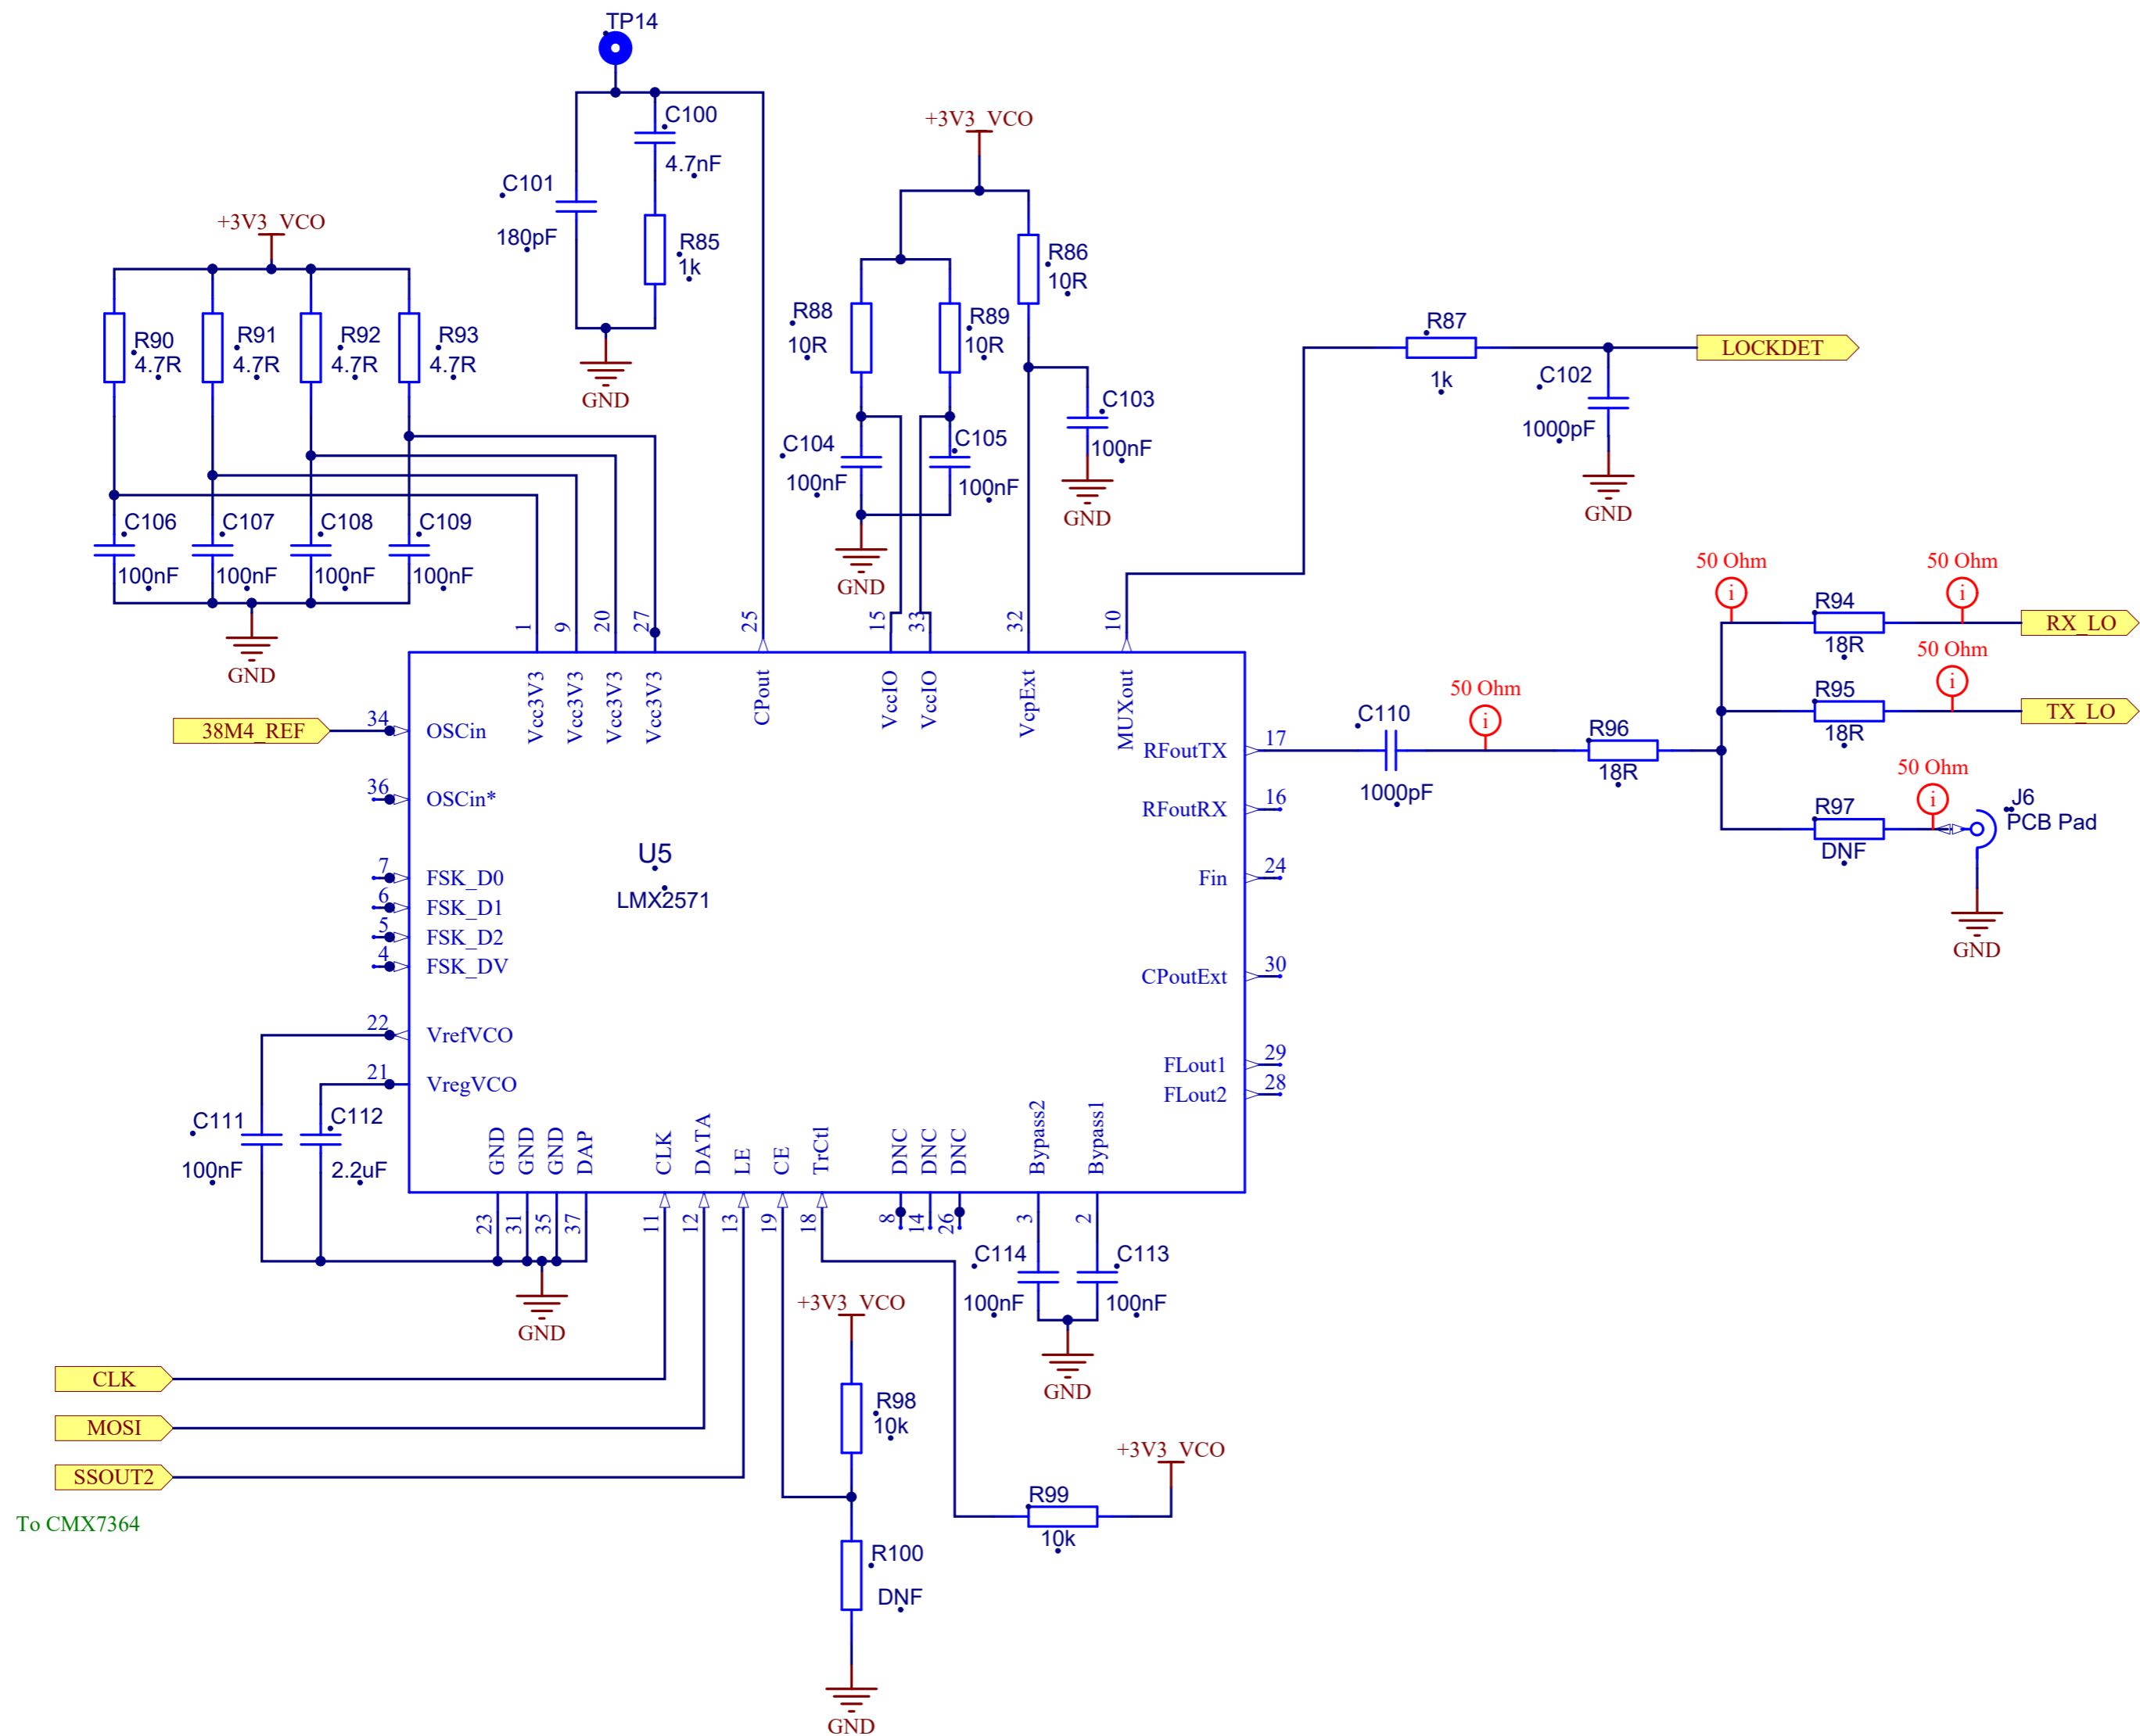 TP14
C100
4.7nF
C101
180pF
R85
1k
GND
+3V3_VCO
R90
4.7R
R91
4.7R
R92
4.7R
R93
4.7R
C106
100nF
C107
100nF
C108
100nF
C109
100nF
GND
+3V3_VCO
R88
10R
R89
10R
R86
10R
C104
100nF
C105
100nF
C103
100nF
GND
GND
R87
1k
C102
1000pF
GND
LOCKDET
1
9
20
27
25
15
33
32
10
Vcc3V3
Vcc3V3
Vcc3V3
Vcc3V3
CPout
VccIO
VccIO
VcpExt
MUXout
38M4_REF
34
OSCin
36
OSCin*
7
FSK_D0
6
FSK_D1
5
FSK_D2
4
FSK_DV
22
VrefVCO
21
VregVCO
U5
LMX2571
RFoutTX
17
RFoutRX
16
Fin
24
CPoutExt
30
FLout1
29
FLout2
28
C110
1000pF
50 Ohm
i
R96
18R
50 Ohm
i
R94
18R
50 Ohm
i
RX_LO
R95
18R
50 Ohm
i
TX_LO
R97
DNF
50 Ohm
i
J6
PCB Pad
GND
C111
100nF
C112
2.2uF
GND
GND
GND
DAP
CLK
DATA
LE
CE
TrCtl
DNC
DNC
DNC
Bypass2
Bypass1
23
31
35
37
11
12
13
19
18
8
14
26
3
2
GND
C114
100nF
C113
100nF
GND
CLK
MOSI
SSOUT2
To CMX7364
+3V3_VCO
R98
10k
R100
DNF
GND
R99
10k
+3V3_VCO